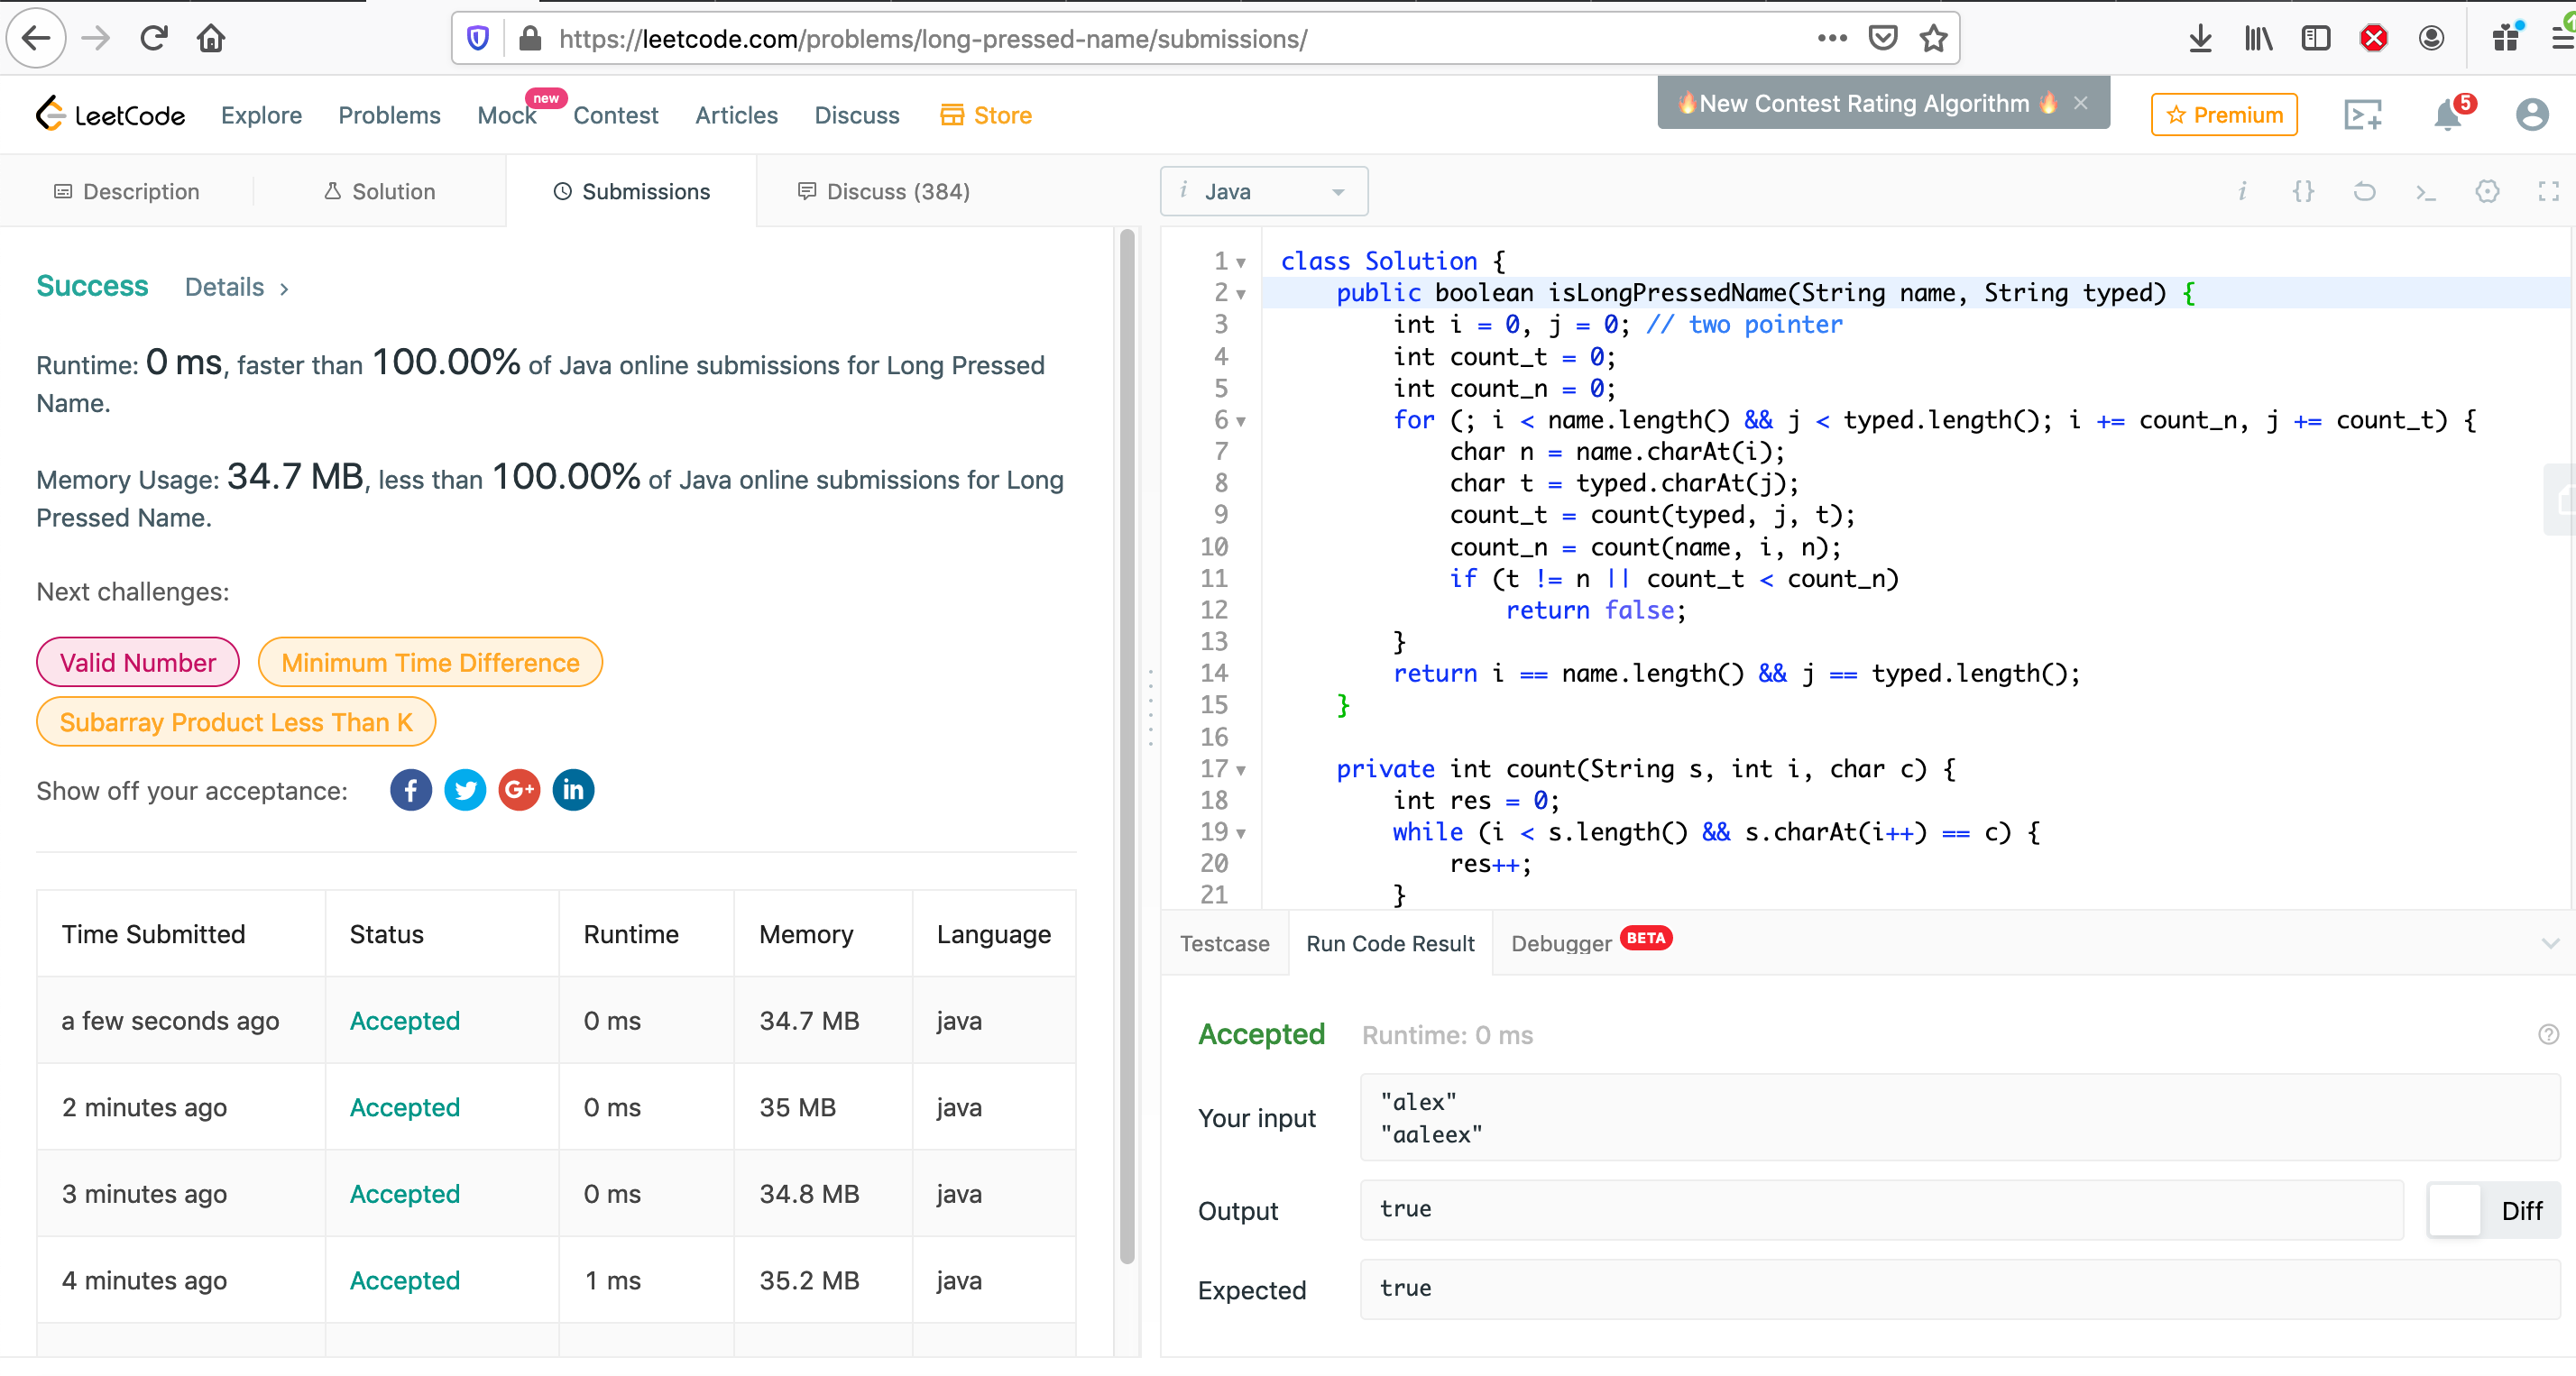 https://leetcode.com/problems/long-pressed-name/submissions/
LeetCode Explore Problems Mock new Contest Articles Discuss Store
🔥New Contest Rating Algorithm 🔥 ×
Premium
5
Description Solution Submissions Discuss (384)
i Java
Success Details >
Runtime: 0 ms, faster than 100.00% of Java online submissions for Long Pressed
Name.
Memory Usage: 34.7 MB, less than 100.00% of Java online submissions for Long
Pressed Name.
Next challenges:
Valid Number Minimum Time Difference
Subarray Product Less Than K
Show off your acceptance:
Time Submitted Status Runtime Memory Language
a few seconds ago Accepted 0 ms 34.7 MB java
2 minutes ago Accepted 0 ms 35 MB java
3 minutes ago Accepted 0 ms 34.8 MB java
4 minutes ago Accepted 1 ms 35.2 MB java
1 class Solution {
2 public boolean isLongPressedName(String name, String typed) {
3 int i = 0, j = 0; // two pointer
4 int count_t = 0;
5 int count_n = 0;
6 for (; i < name.length() && j < typed.length(); i += count_n, j += count_t) {
7 char n = name.charAt(i);
8 char t = typed.charAt(j);
9 count_t = count(typed, j, t);
10 count_n = count(name, i, n);
11 if (t != n || count_t < count_n)
12 return false;
13 }
14 return i == name.length() && j == typed.length();
15 }
16
17 private int count(String s, int i, char c) {
18 int res = 0;
19 while (i < s.length() && s.charAt(i++) == c) {
20 res++;
21 }
Testcase Run Code Result Debugger BETA
Accepted Runtime: 0 ms
Your input
"alex"
"aaleex"
Output true Diff
Expected true